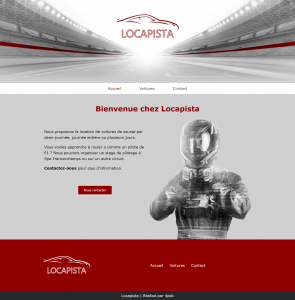 LOCAPISTA
Accueil Voitures Contact
Bienvenue chez Locapista
Nous proposons la location de voitures de course par
demi-journée, journée entière ou plusieurs jours.
Vous voulez apprendre à rouler a comme un pilote de
F1 ? Nous pouvons organiser un stage de pilotage à
Spa Francorchamps ou sur un autre circuit.
Contactez-nous pour plus d'information.
Nous contacter
LOCAPISTA
Accueil Voitures Contact
Locapista | Réalisé par